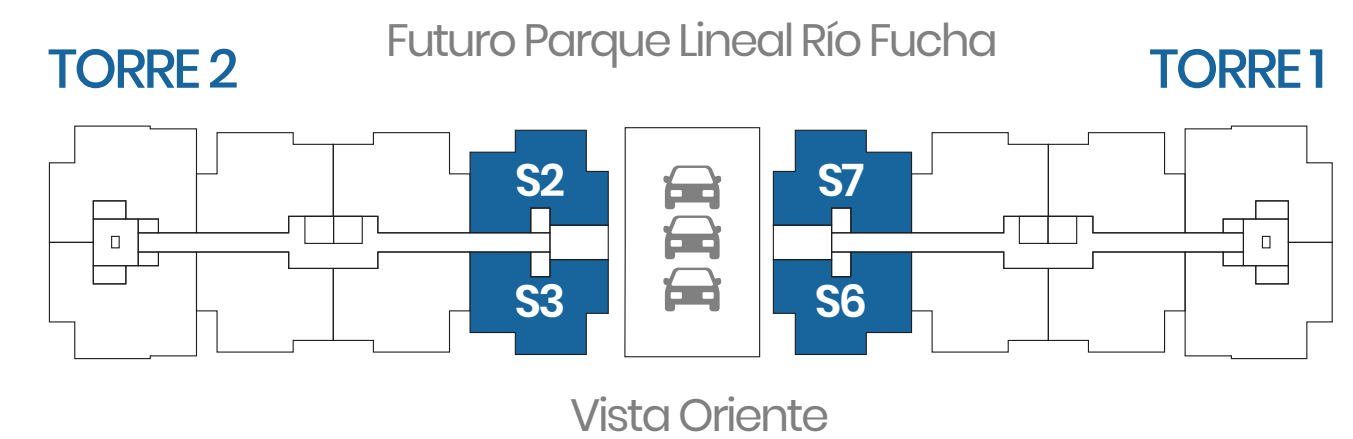 Futuro Parque Lineal Río Fucha
TORRE 2
TORRE 1
S2
S7
S3
S6
Vista Oriente